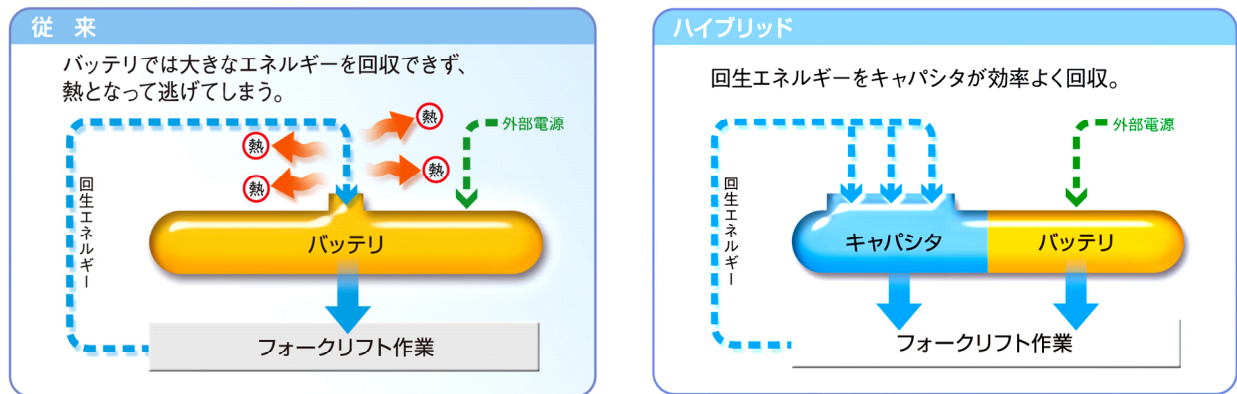 従 来
バッテリでは大きなエネルギーを回収できず、
熱となって逃げてしまう。
熱
外部電源
熱
熱
熱
回生エネルギー
バッテリ
フォークリフト作業
ハイブリッド
回生エネルギーをキャパシタが効率よく回収。
外部電源
回生エネルギー
キャパシタ
バッテリ
フォークリフト作業